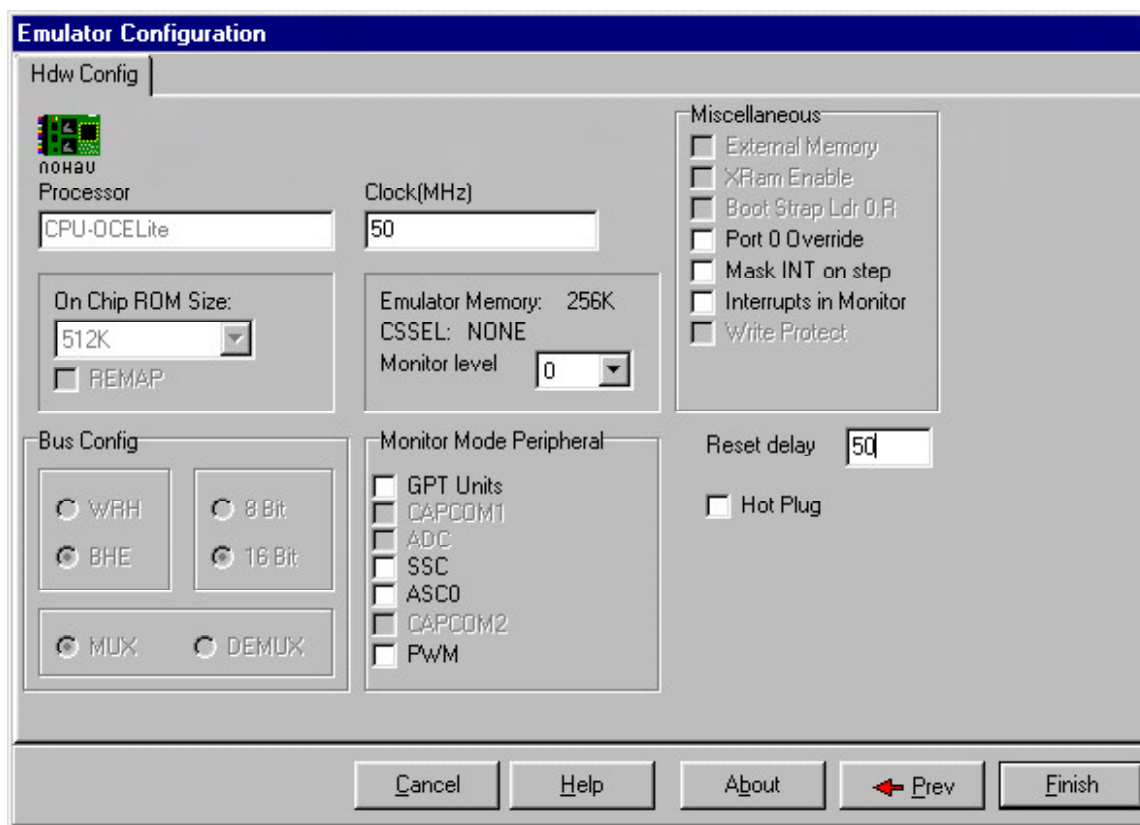 Emulator Configuration
Hdw Config
noHau
Processor
CPU-OCELite
Clock(MHz)
50
On Chip ROM Size:
512K
REMAP
Emulator Memory: 256K
CSSEL: NONE
Monitor level
0
Miscellaneous
External Memory
XRam Enable
Boot Strap Ldr 0.R
Port 0 Override
Mask INT on step
Interrupts in Monitor
Write Protect
Bus Config
WRH
8 Bit
BHE
16 Bit
MUX
DEMUX
Monitor Mode Peripheral
GPT Units
CAPCOM1
ADC
SSC
ASC0
CAPCOM2
PWM
Reset delay
50
Hot Plug
Cancel
Help
About
Prev
Finish